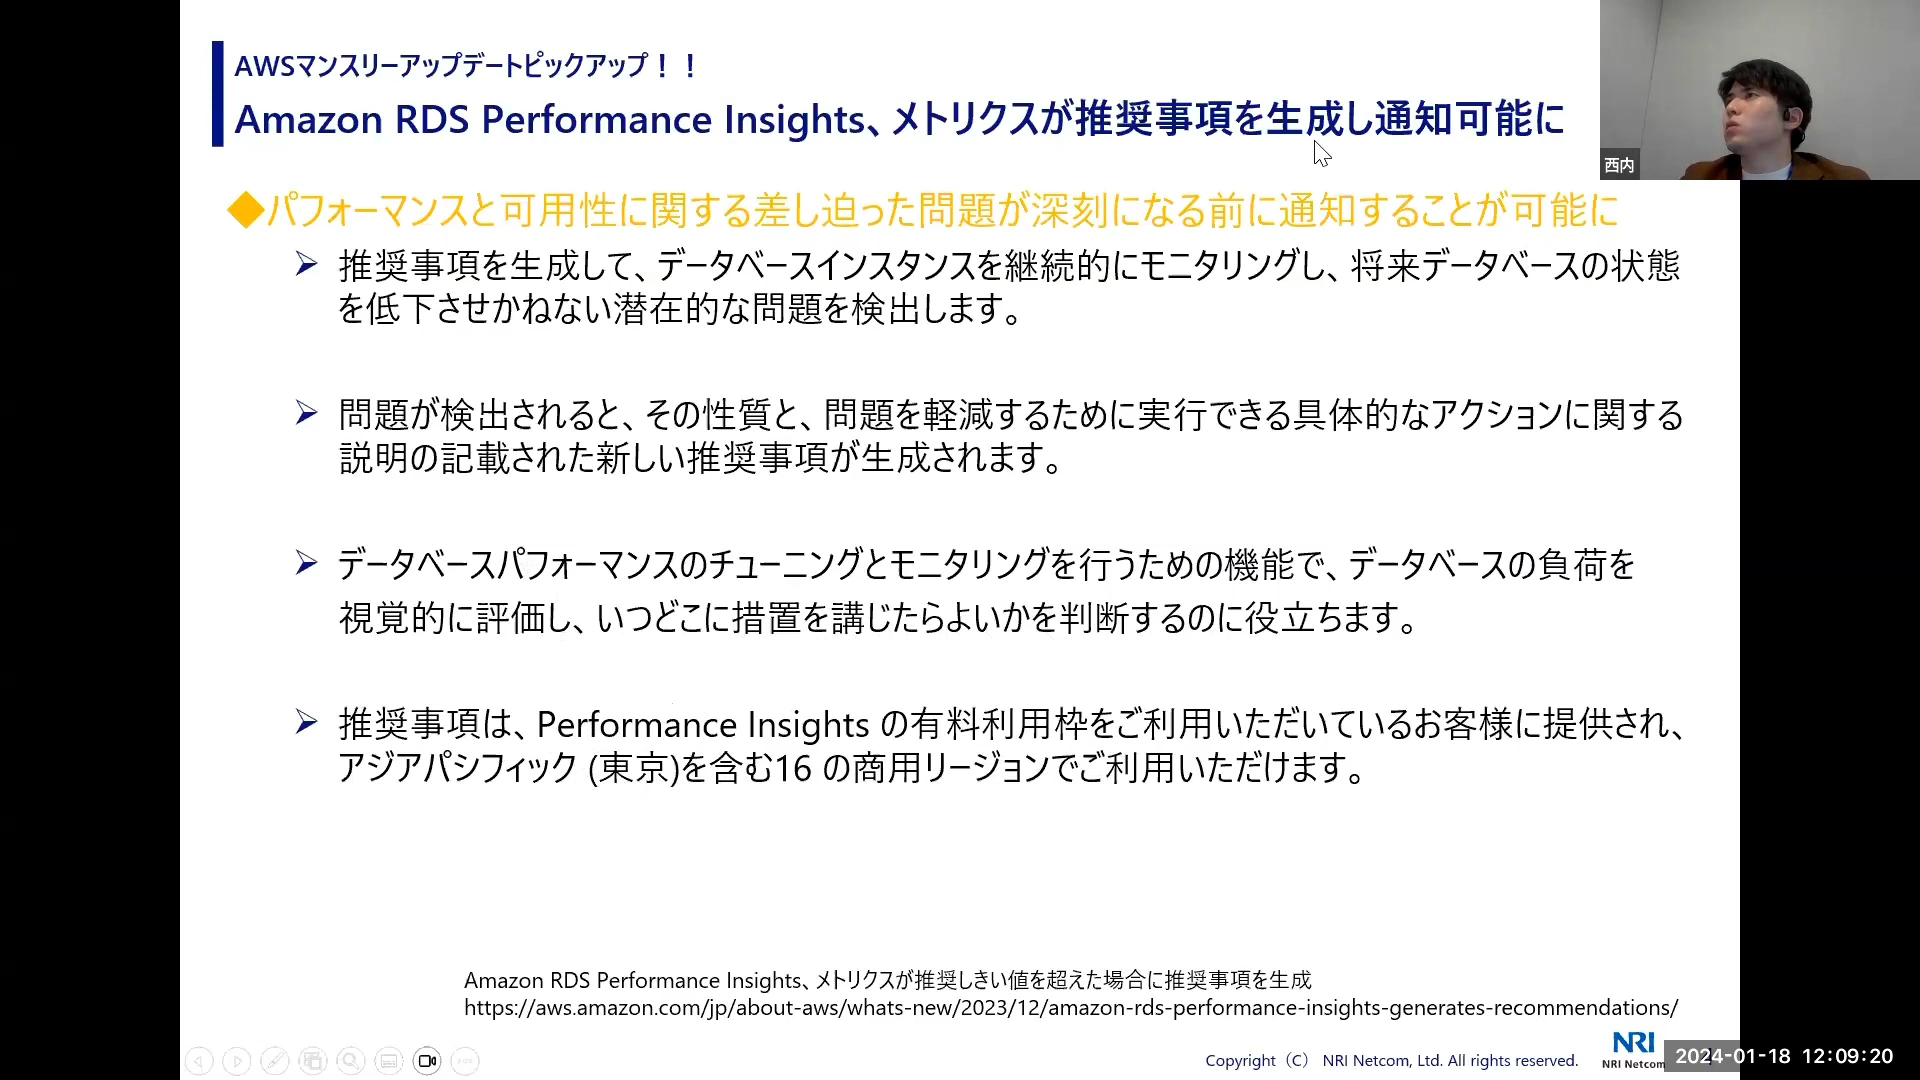 AWSマンスリーアップデートピックアップ！！
Amazon RDS Performance Insights、メトリクスが推奨事項を生成し通知可能に
西内
◆パフォーマンスと可用性に関する差し迫った問題が深刻になる前に通知することが可能に
➢ 推奨事項を生成して、データベースインスタンスを継続的にモニタリングし、将来データベースの状態
を低下させかねない潜在的な問題を検出します。
➢ 問題が検出されると、その性質と、問題を軽減するために実行できる具体的なアクションに関する
説明の記載された新しい推奨事項が生成されます。
➢ データベースパフォーマンスのチューニングとモニタリングを行うための機能で、データベースの負荷を
視覚的に評価し、いつどこに措置を講じたらよいかを判断するのに役立ちます。
➢ 推奨事項は、Performance Insights の有料利用枠をご利用いただいているお客様に提供され、
アジアパシフィック (東京)を含む16 の商用リージョンでご利用いただけます。
Amazon RDS Performance Insights、メトリクスが推奨しきい値を超えた場合に推奨事項を生成
https://aws.amazon.com/jp/about-aws/whats-new/2023/12/amazon-rds-performance-insights-generates-recommendations/
Copyright（C） NRI Netcom, Ltd. All rights reserved.
NRI
NRI Netcom
2024-01-18 12:09:20